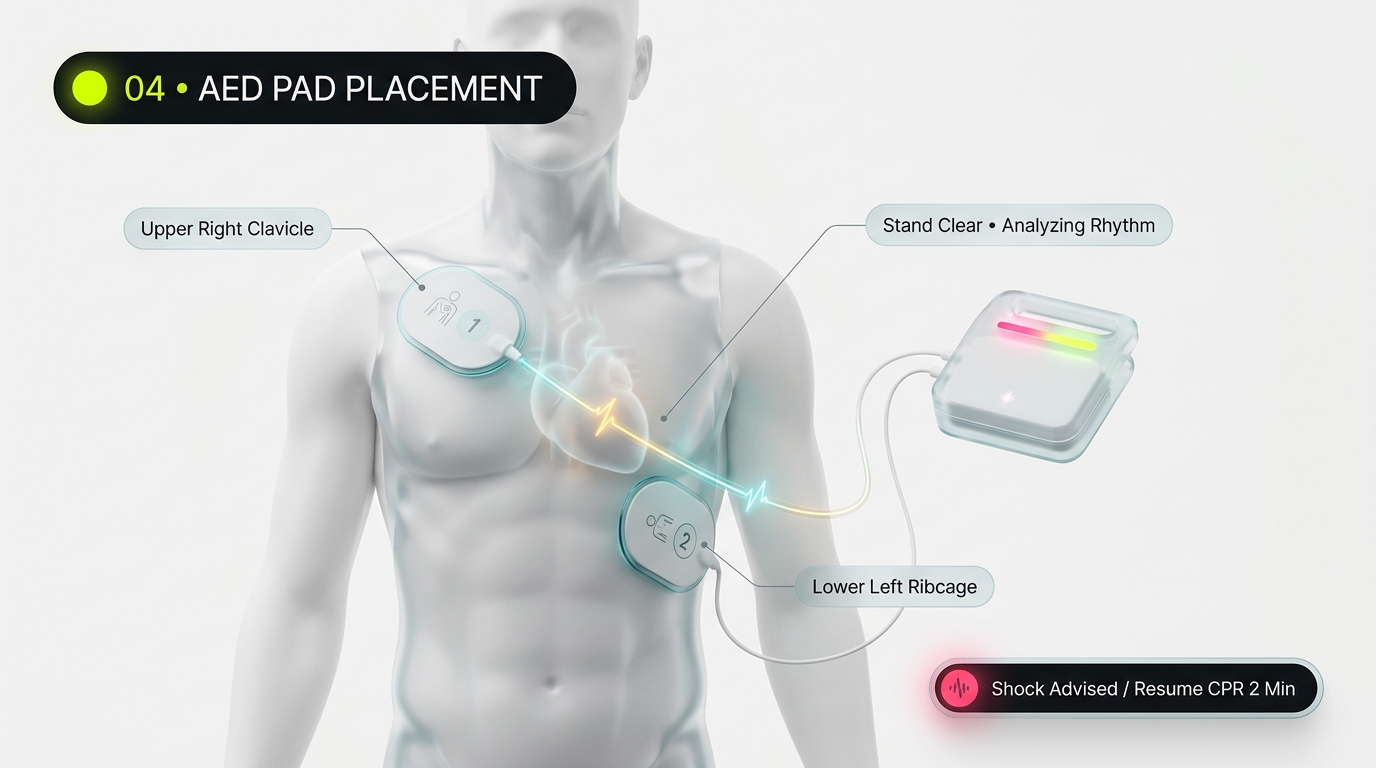 04 • AED PAD PLACEMENT
Upper Right Clavicle
Stand Clear • Analyzing Rhythm
1
2
Lower Left Ribcage
Shock Advised / Resume CPR 2 Min